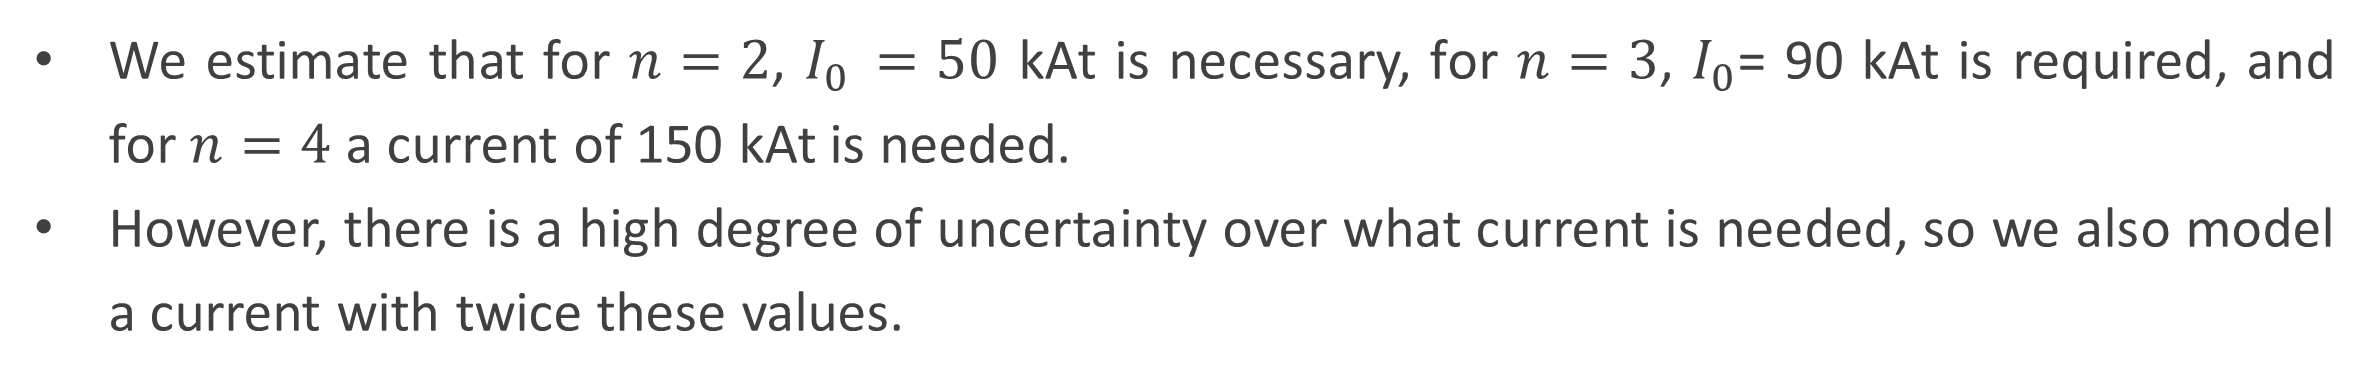 • We estimate that for n = 2, I₀ = 50 kAt is necessary, for n = 3, I₀= 90 kAt is required, and
for n = 4 a current of 150 kAt is needed.
• However, there is a high degree of uncertainty over what current is needed, so we also model
a current with twice these values.